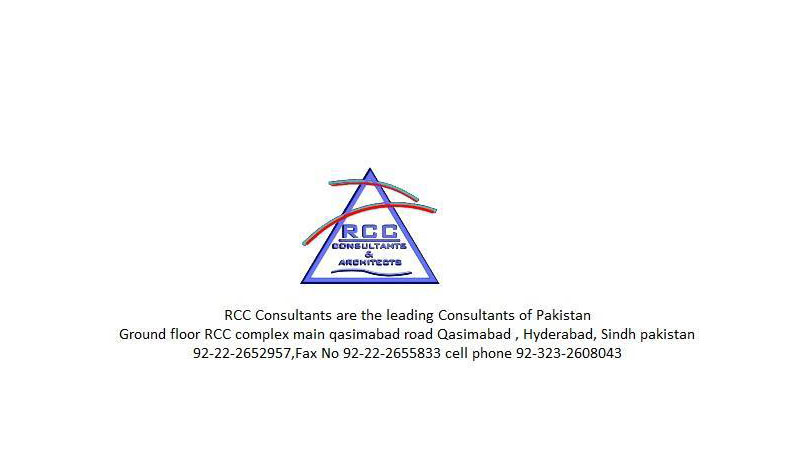 RCC
CONSULTANTS
&
ARCHITECTS
RCC Consultants are the leading Consultants of Pakistan
Ground floor RCC complex main qasimabad road Qasimabad , Hyderabad, Sindh pakistan
92-22-2652957,Fax No 92-22-2655833 cell phone 92-323-2608043